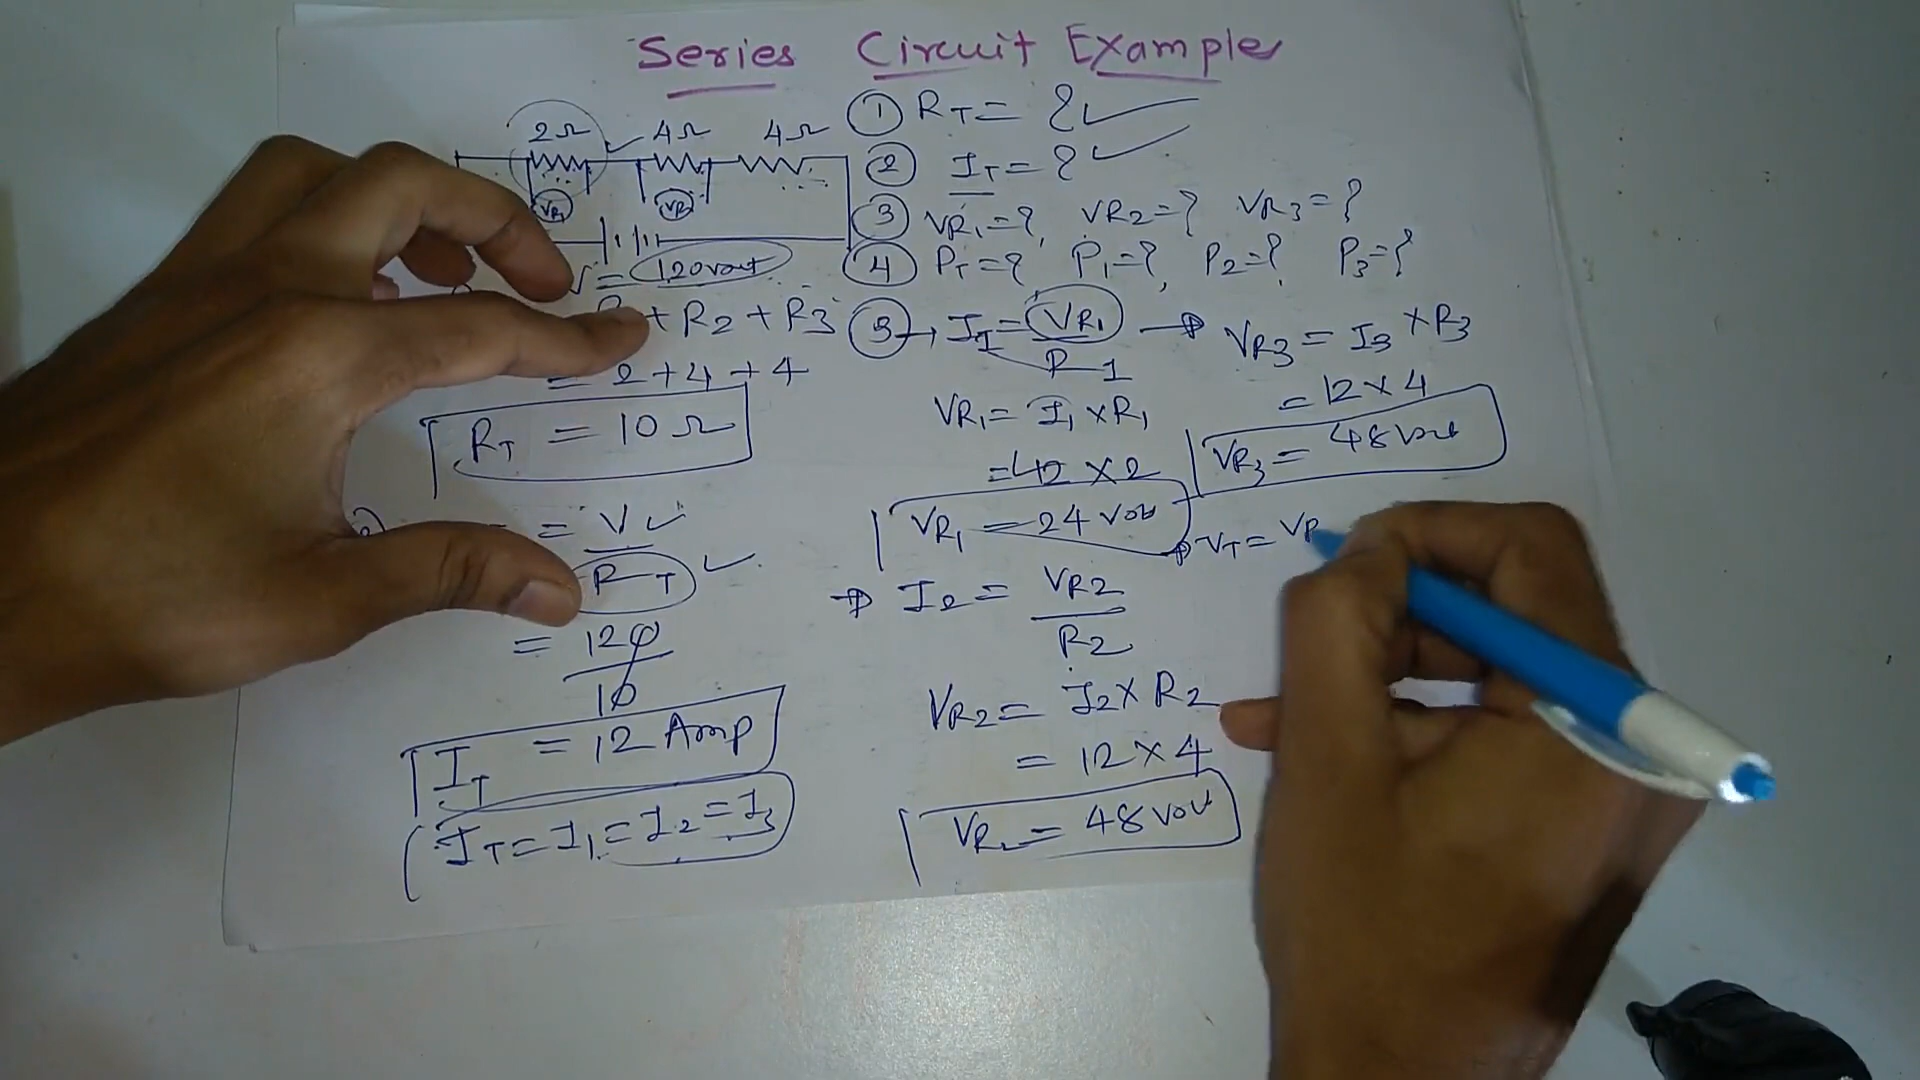 Series Circuit Example
2Ω 4Ω 4Ω
VR1 VR2
V = 120 volt
① RT = ?
② IT = ?
③ VR1 = ?, VR2 = ? VR3 = ?
④ PT = ? P1 = ?, P2 = ?, P3 = ?
+ R2 + R3
= 2 + 4 + 4
RT = 10 Ω
= V
RT
= 120
10
IT = 12 Amp
IT = I1 = I2 = I3
③ → I1 = VR1
R1
VR1 = I1 × R1
= 12 × 2
VR1 = 24 Volt
⇒ I2 = VR2
R2
VR2 = I2 × R2
= 12 × 4
VR2 = 48 volt
⇒ VR3 = I3 × R3
= 12 × 4
VR3 = 48 Volt
⇒ VT = VR